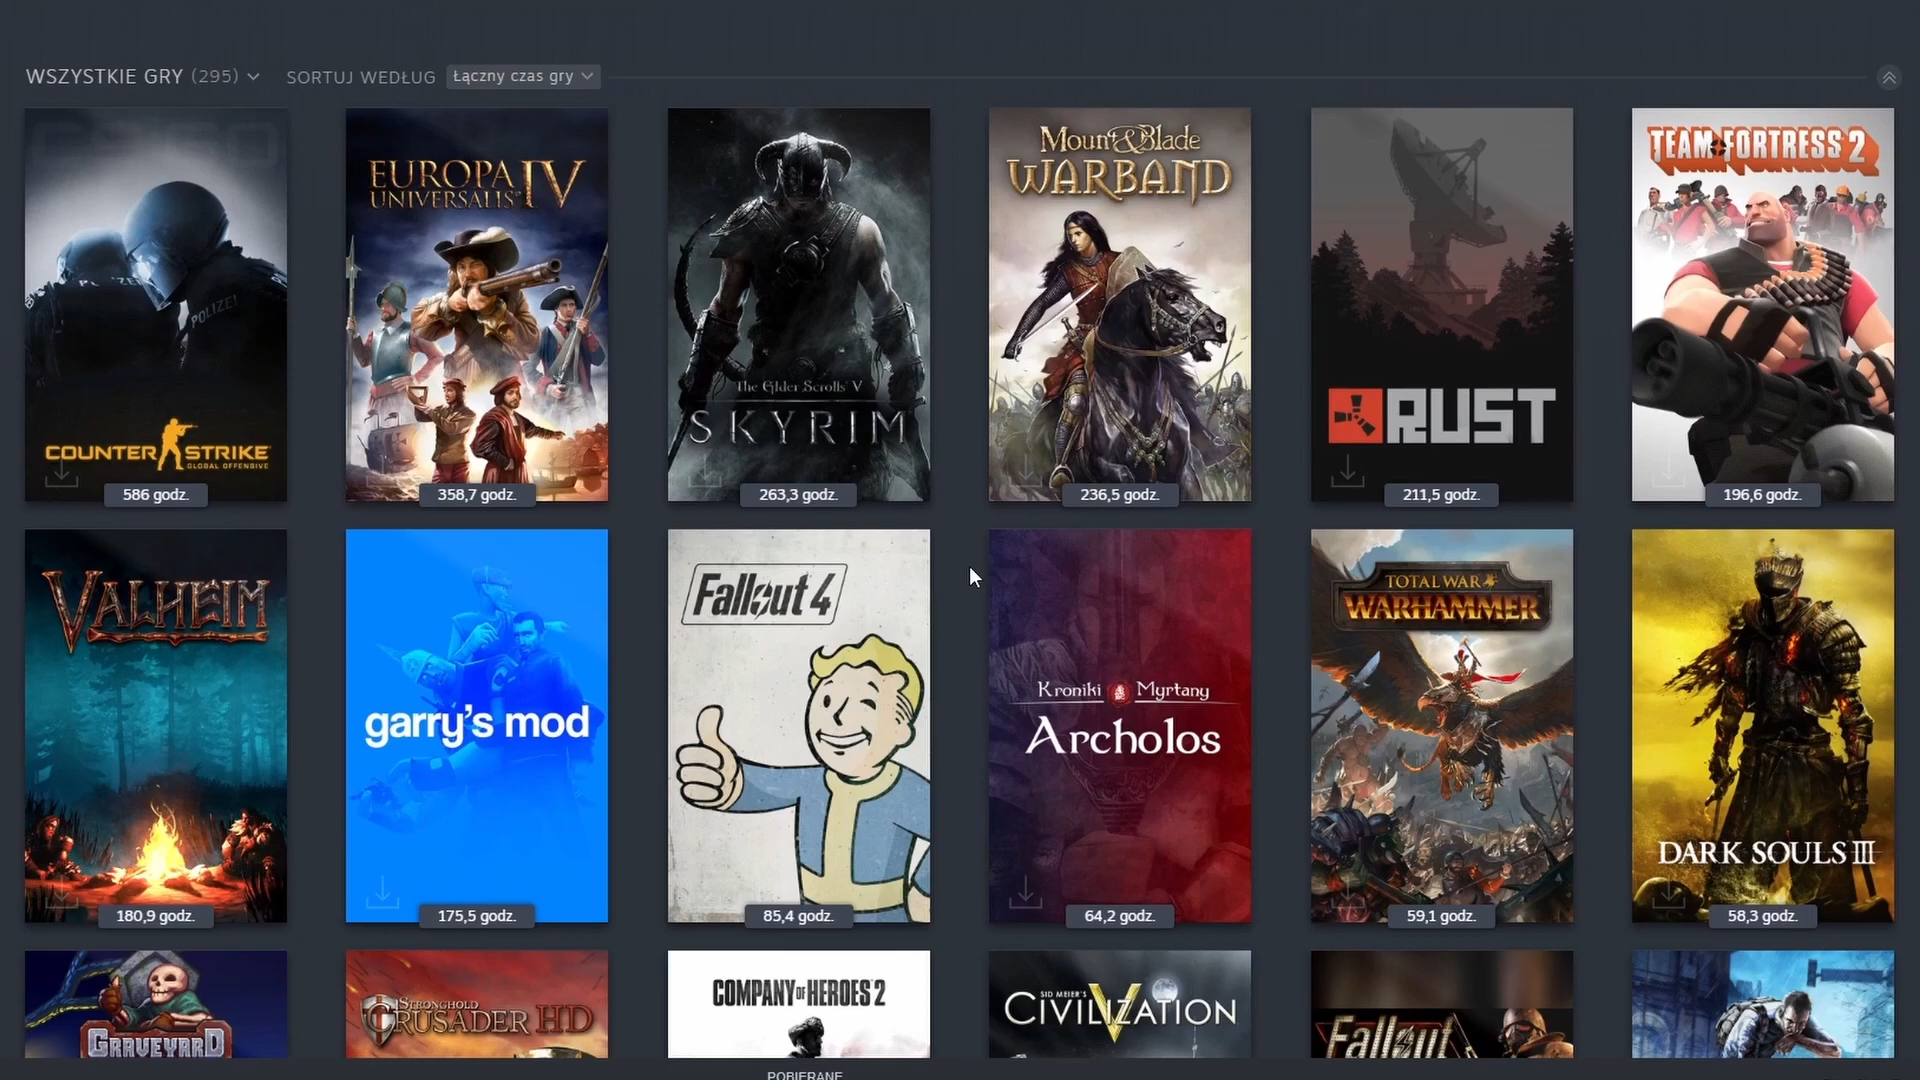 WSZYSTKIE GRY (295) SORTUJ WEDŁUG Łączny czas gry
POLIZEI
COUNTER STRIKE
GLOBAL OFFENSIVE
586 godz.
EUROPA
UNIVERSALIS IV
358,7 godz.
The Elder Scrolls V
SKYRIM
263,3 godz.
Mount & Blade
WARBAND
236,5 godz.
RUST
211,5 godz.
TEAM FORTRESS 2
196,6 godz.
VALHEIM
180,9 godz.
garry's mod
175,5 godz.
Fallout 4
85,4 godz.
Kroniki Myrtany
Archolos
64,2 godz.
TOTAL WAR
WARHAMMER
59,1 godz.
DARK SOULS III
58,3 godz.
GRAVEYARD
STRONGHOLD
CRUSADER HD
COMPANY OF HEROES 2
SID MEIER'S
CIVILIZATION V
Fallout
POBIERANE